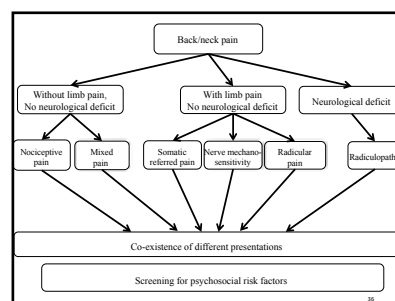 Back/neck pain
Without limb pain,
No neurological deficit
With limb pain
No neurological deficit
Neurological deficit
Nociceptive
pain
Mixed
pain
Somatic
referred pain
Nerve mechano-
sensitivity
Radicular
pain
Radiculopath
Co-existence of different presentations
Screening for psychosocial risk factors
36